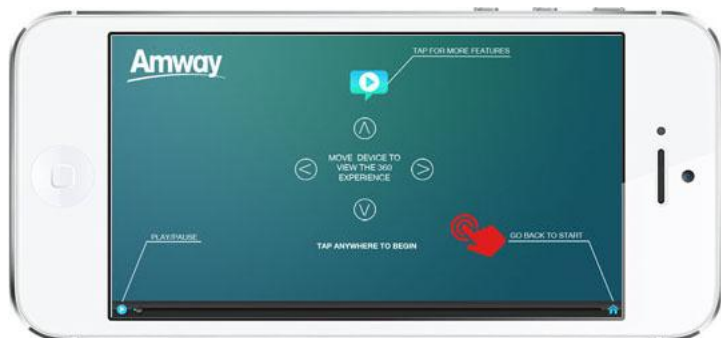 Amway
TAP FOR MORE FEATURES
MOVE DEVICE TO
VIEW THE 360
EXPERIENCE
PLAY/PAUSE
GO BACK TO START
TAP ANYWHERE TO BEGIN